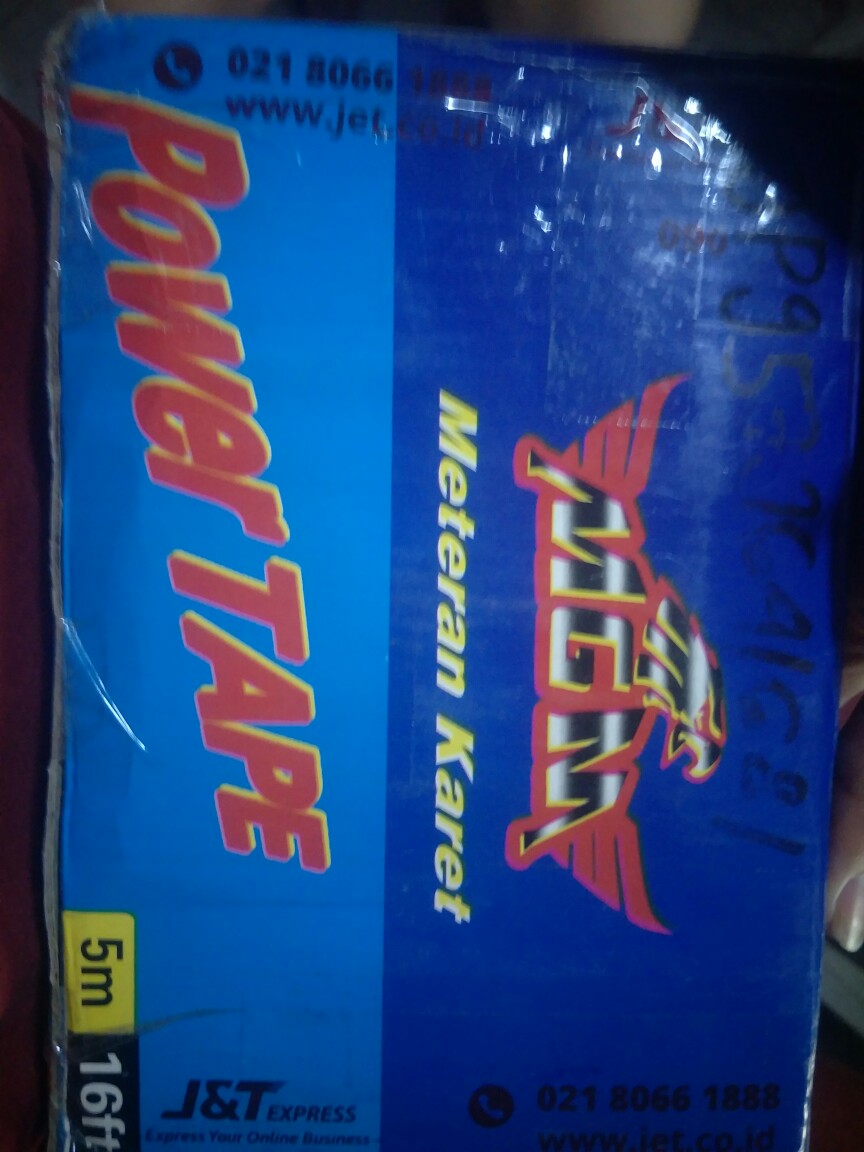 MGM
Meteran Karet
Power TAPE
5m
16ft
021 8066 1888
www.jet.co.id
J&T EXPRESS
Express Your Online Business
021 8066 1888
www.jet.co.id